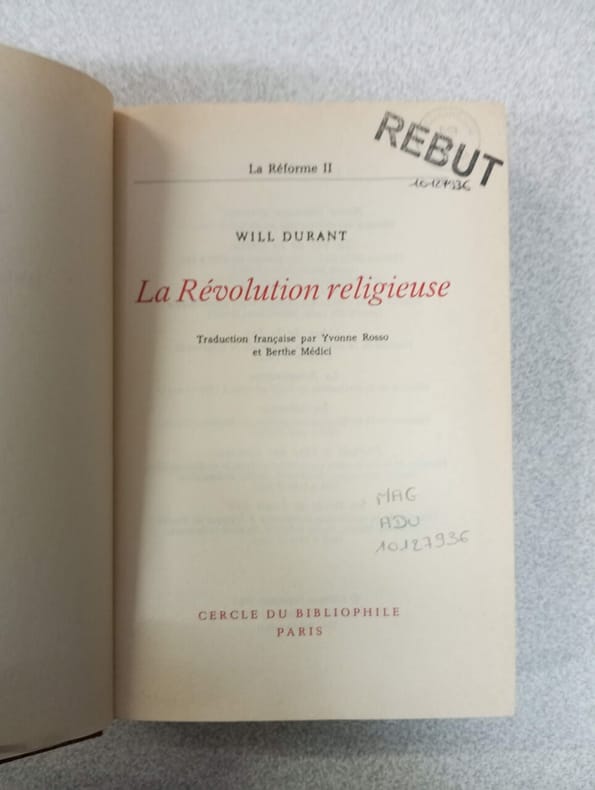 REBUT
10127936
La Réforme II
WILL DURANT
La Révolution religieuse
Traduction française par Yvonne Rosso
et Berthe Médici
MAG
ADU
10127936
CERCLE DU BIBLIOPHILE
PARIS